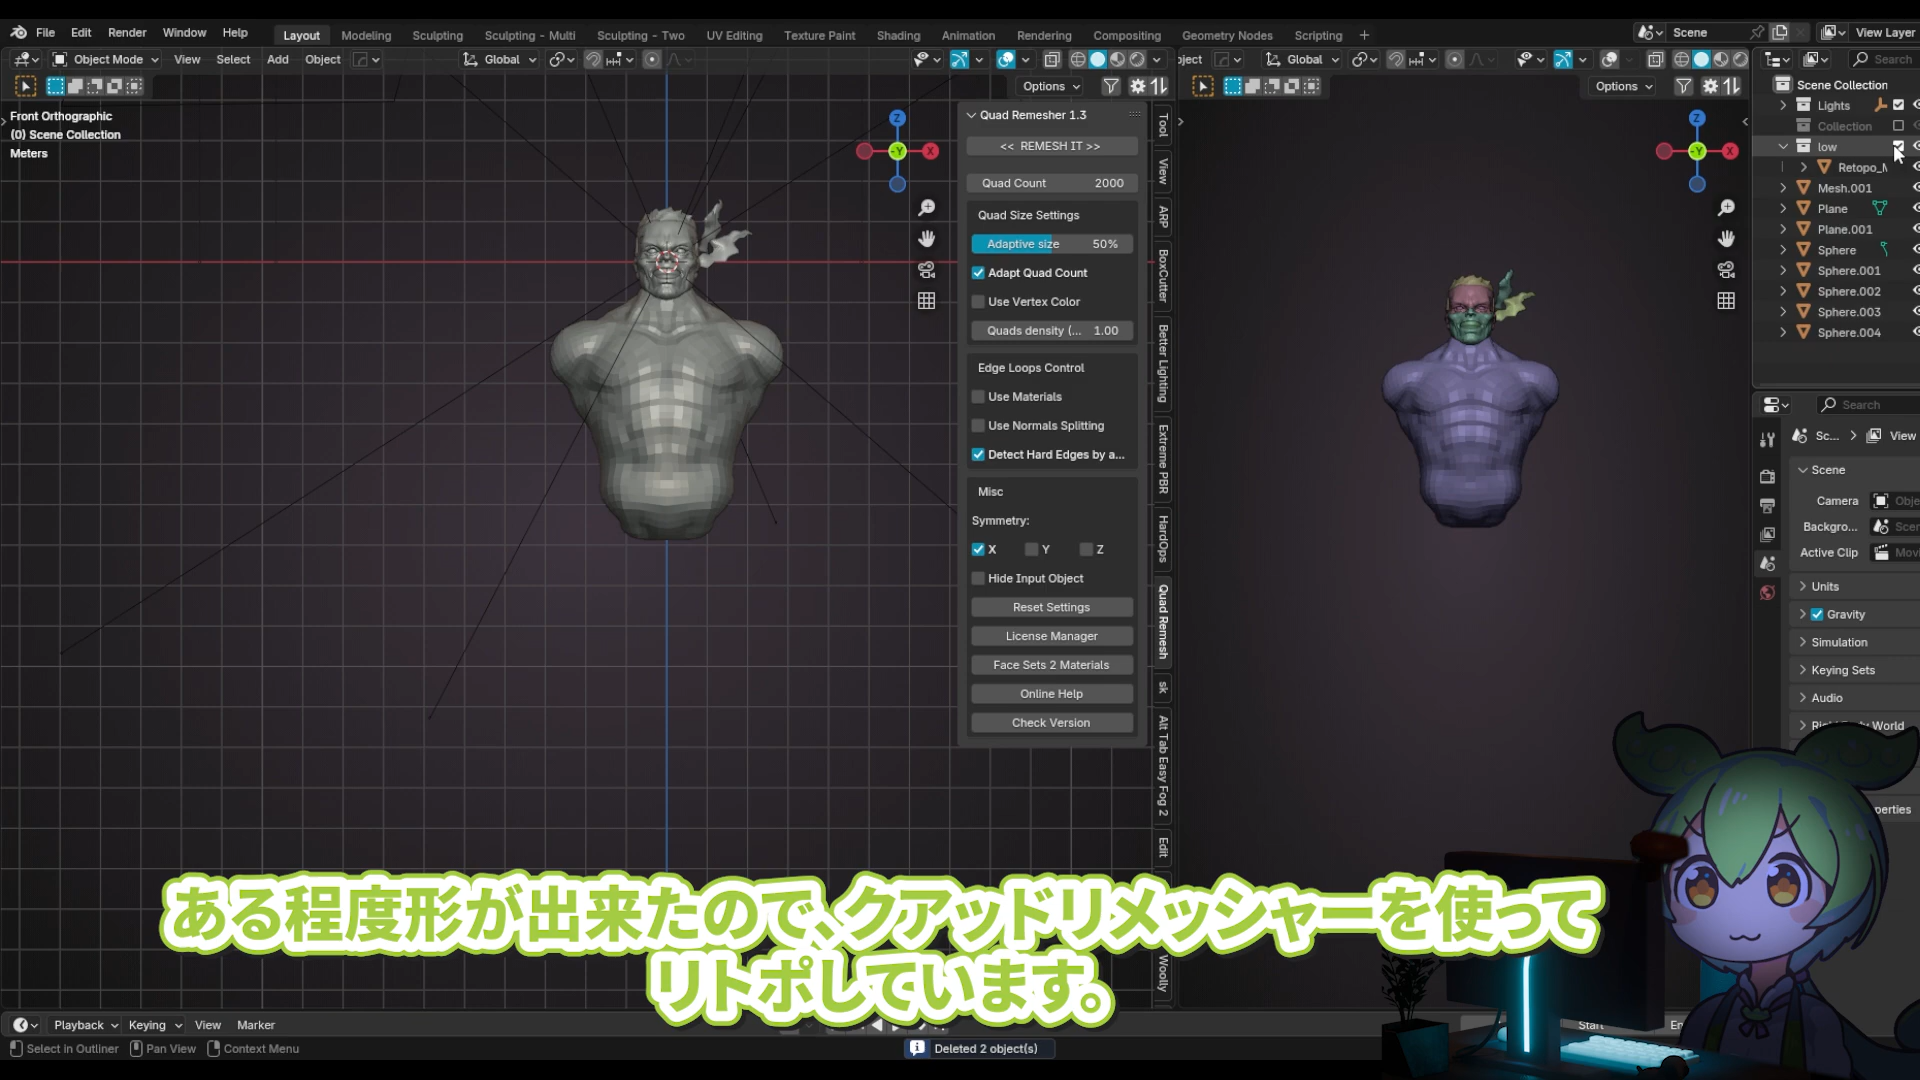 File Edit Render Window Help Layout Modeling Sculpting Sculpting - Multi Sculpting - Two UV Editing Texture Paint Shading Animation Rendering Compositing Geometry Nodes Scripting + Scene View Layer
Object Mode View Select Add Object Global
ject Global Search
Options
Options
Front Orthographic
(0) Scene Collection
Meters
Z
-Y
X
Quad Remesher 1.3
<< REMESH IT >>
Quad Count 2000
Quad Size Settings
Adaptive size 50%
Adapt Quad Count
Use Vertex Color
Quads density (... 1.00
Edge Loops Control
Use Materials
Use Normals Splitting
Detect Hard Edges by a...
Misc
Symmetry:
X Y Z
Hide Input Object
Reset Settings
License Manager
Face Sets 2 Materials
Online Help
Check Version
Tool
View
ARP
BoxCutter
Better Lighting
Extreme PBR
HardOps
Quad Remesh
sk
Alt Tab Easy Fog 2
Edit
Woolly
Z
-Y
X
Scene Collection
Lights
Collection
low
Retopo_
Mesh.001
Plane
Plane.001
Sphere
Sphere.001
Sphere.002
Sphere.003
Sphere.004
Search
Sc... View
Scene
Camera Obje
Backgro... Scen
Active Clip Movi
Units
Gravity
Simulation
Keying Sets
Audio
World
perties
ある程度形が出来たので、クアッドリメッシャーを使って
リトポしています。
Playback Keying View Marker
Start
Select in Outliner Pan View Context Menu
Deleted 2 object(s)